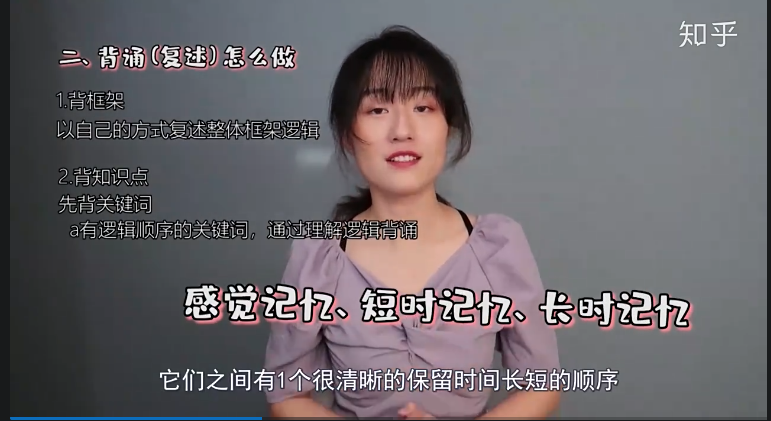 知乎
二、背诵(复述)怎么做
1.背框架
以自己的方式复述整体框架逻辑
2.背知识点
先背关键词
a有逻辑顺序的关键词，通过理解逻辑背诵
感觉记忆、短时记忆、长时记忆
它们之间有1个很清晰的保留时间长短的顺序